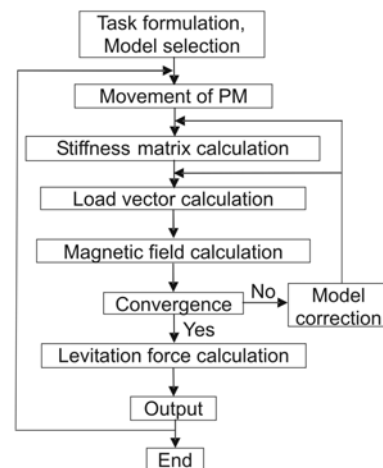 Task formulation,
Model selection
Movement of PM
Stiffness matrix calculation
Load vector calculation
Magnetic field calculation
Convergence
No
Model
correction
Yes
Levitation force calculation
Output
End